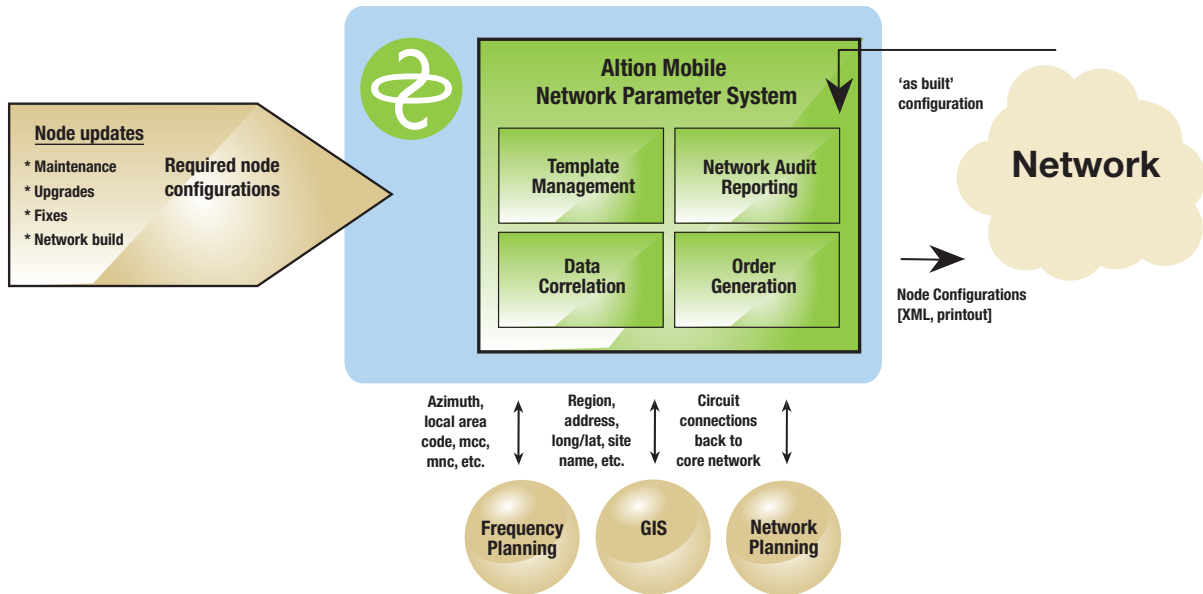 Node updates
* Maintenance
* Upgrades
* Fixes
* Network build
Required node
configurations
Altion Mobile
Network Parameter System
Template
Management
Network Audit
Reporting
Data
Correlation
Order
Generation
‘as built’
configuration
Network
Node Configurations
[XML, printout]
Azimuth,
local area
code, mcc,
mnc, etc.
Region,
address,
long/lat, site
name, etc.
Circuit
connections
back to
core network
Frequency
Planning
GIS
Network
Planning